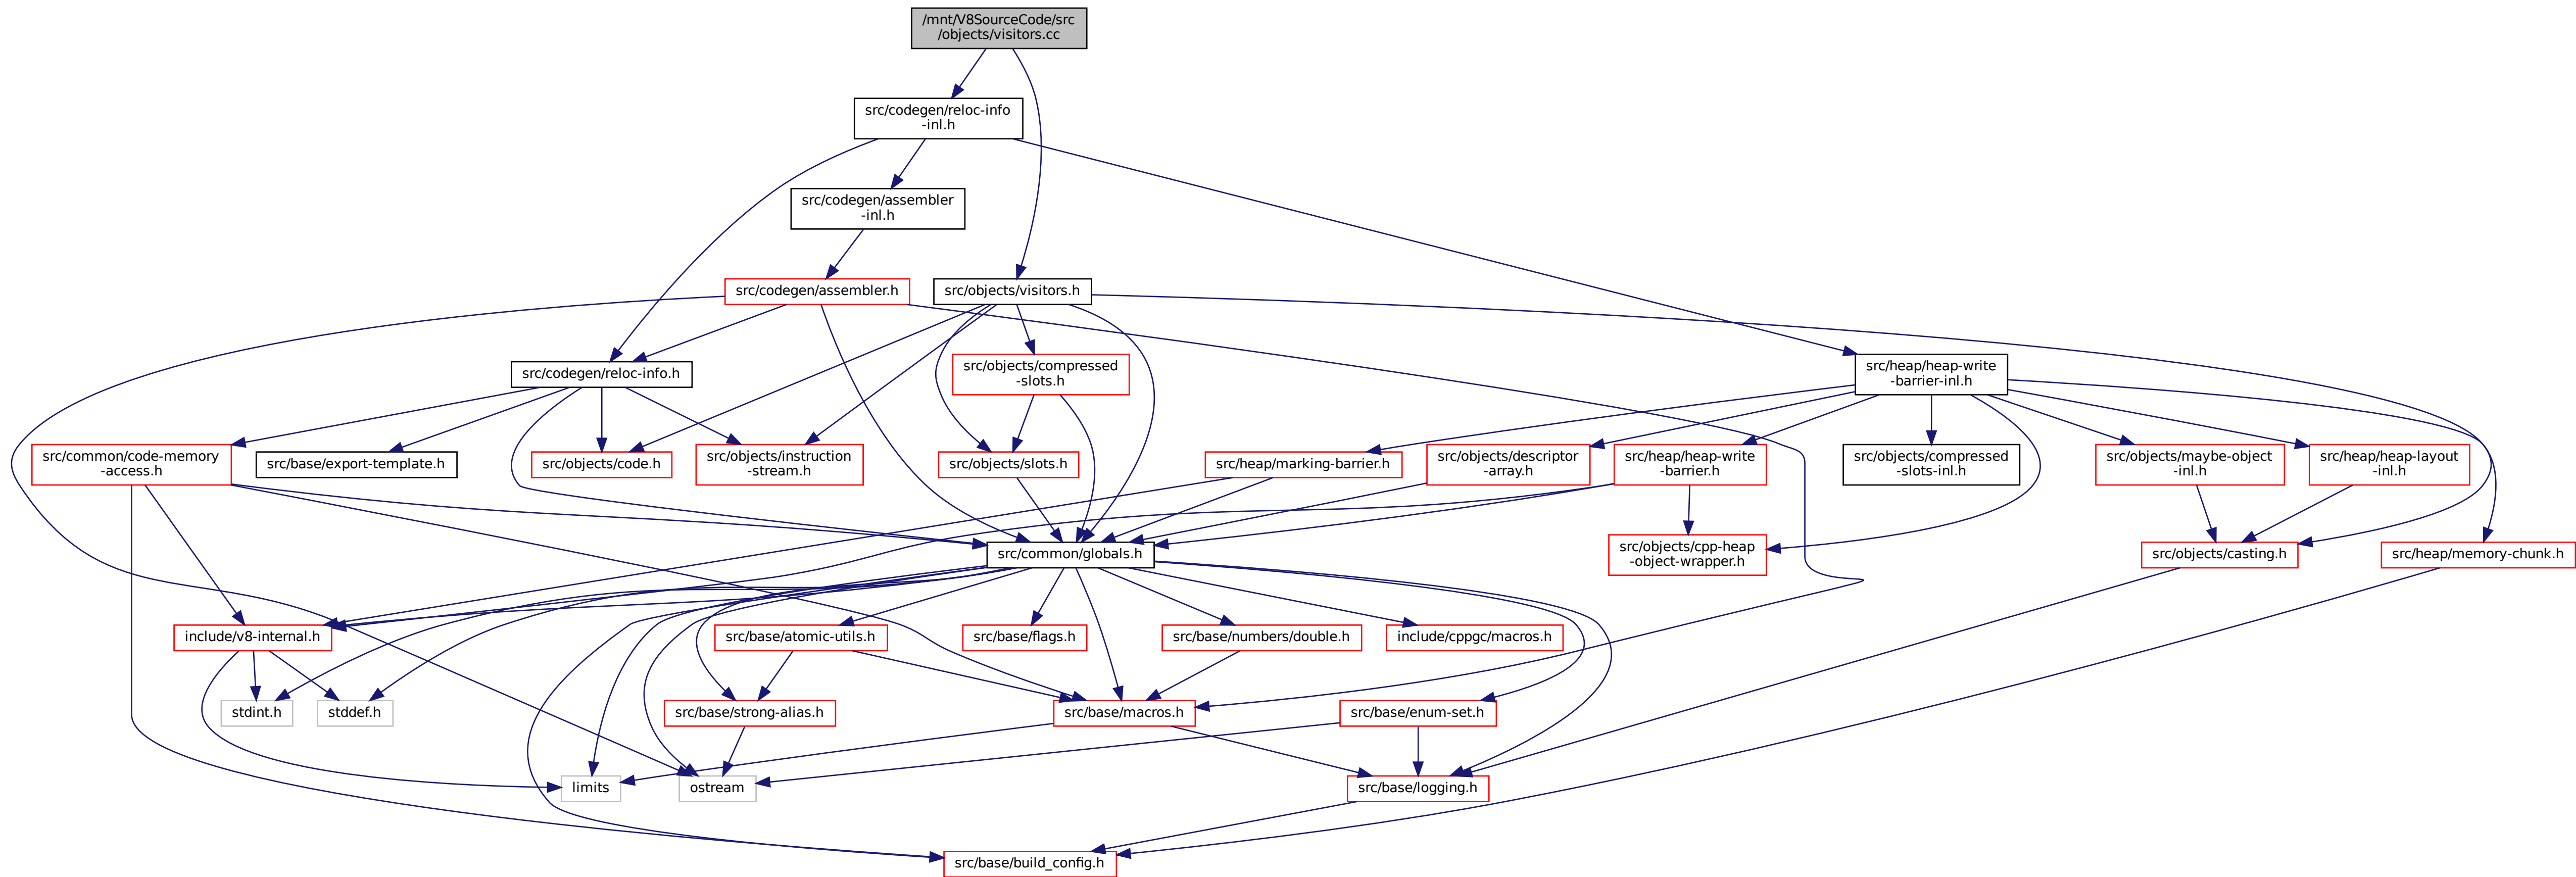 /mnt/V8SourceCode/src
/objects/visitors.cc
src/codegen/reloc-info
-inl.h
src/codegen/assembler
-inl.h
src/codegen/assembler.h
src/objects/visitors.h
src/codegen/reloc-info.h
src/objects/compressed
-slots.h
src/heap/heap-write
-barrier-inl.h
src/common/code-memory
-access.h
src/base/export-template.h
src/objects/code.h
src/objects/instruction
-stream.h
src/objects/slots.h
src/heap/marking-barrier.h
src/objects/descriptor
-array.h
src/heap/heap-write
-barrier.h
src/objects/compressed
-slots-inl.h
src/objects/maybe-object
-inl.h
src/heap/heap-layout
-inl.h
src/common/globals.h
src/objects/cpp-heap
-object-wrapper.h
src/objects/casting.h
src/heap/memory-chunk.h
include/v8-internal.h
src/base/atomic-utils.h
src/base/flags.h
src/base/numbers/double.h
include/cppgc/macros.h
stdint.h
stddef.h
src/base/strong-alias.h
src/base/macros.h
src/base/enum-set.h
limits
ostream
src/base/logging.h
src/base/build_config.h